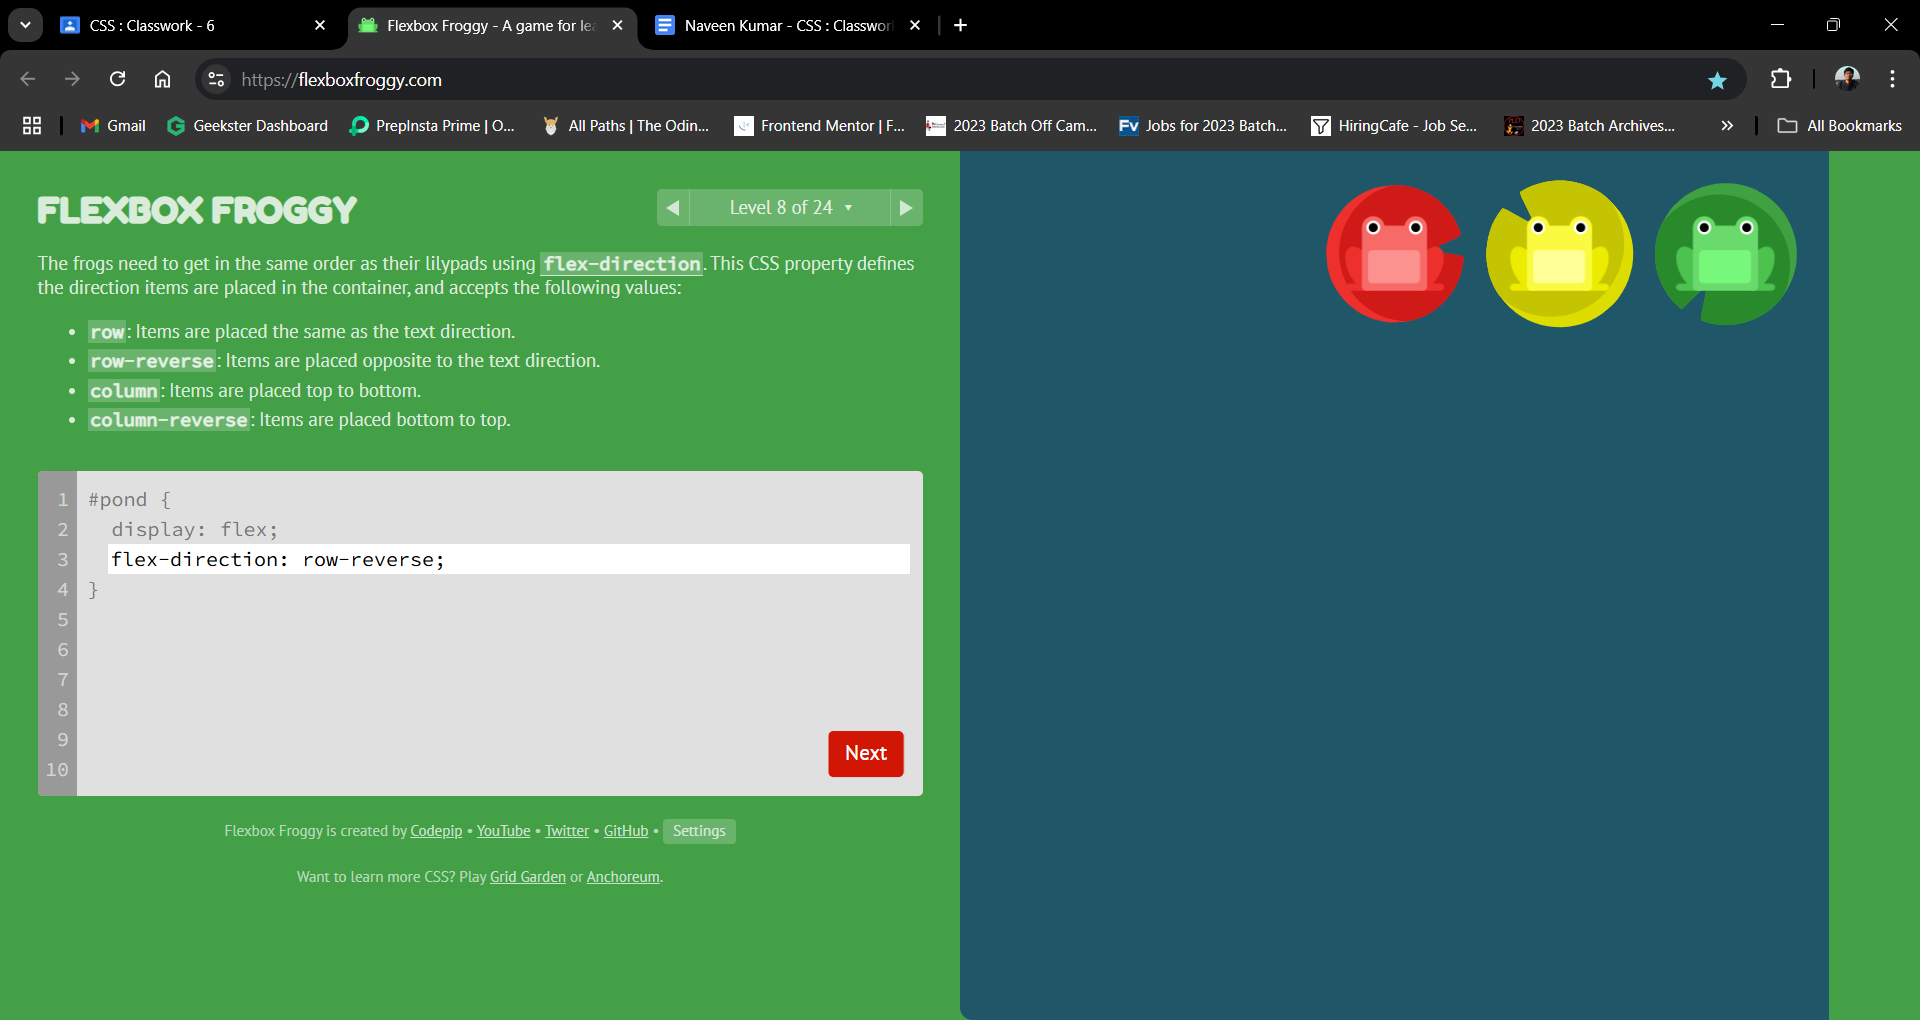 CSS : Classwork - 6
Flexbox Froggy - A game for lea
Naveen Kumar - CSS : Classwor
https://flexboxfroggy.com
Gmail
Geekster Dashboard
PrepInsta Prime | O...
All Paths | The Odin...
Frontend Mentor | F...
2023 Batch Off Cam...
Fv Jobs for 2023 Batch...
HiringCafe - Job Se...
2023 Batch Archives...
All Bookmarks
FLEXBOX FROGGY
Level 8 of 24
The frogs need to get in the same order as their lilypads using flex-direction. This CSS property defines
the direction items are placed in the container, and accepts the following values:
• row: Items are placed the same as the text direction.
• row-reverse: Items are placed opposite to the text direction.
• column: Items are placed top to bottom.
• column-reverse: Items are placed bottom to top.
1 #pond {
2 display: flex;
3 flex-direction: row-reverse;
4 }
5
6
7
8
9
10
Next
Flexbox Froggy is created by Codepip • YouTube • Twitter • GitHub • Settings
Want to learn more CSS? Play Grid Garden or Anchoreum.